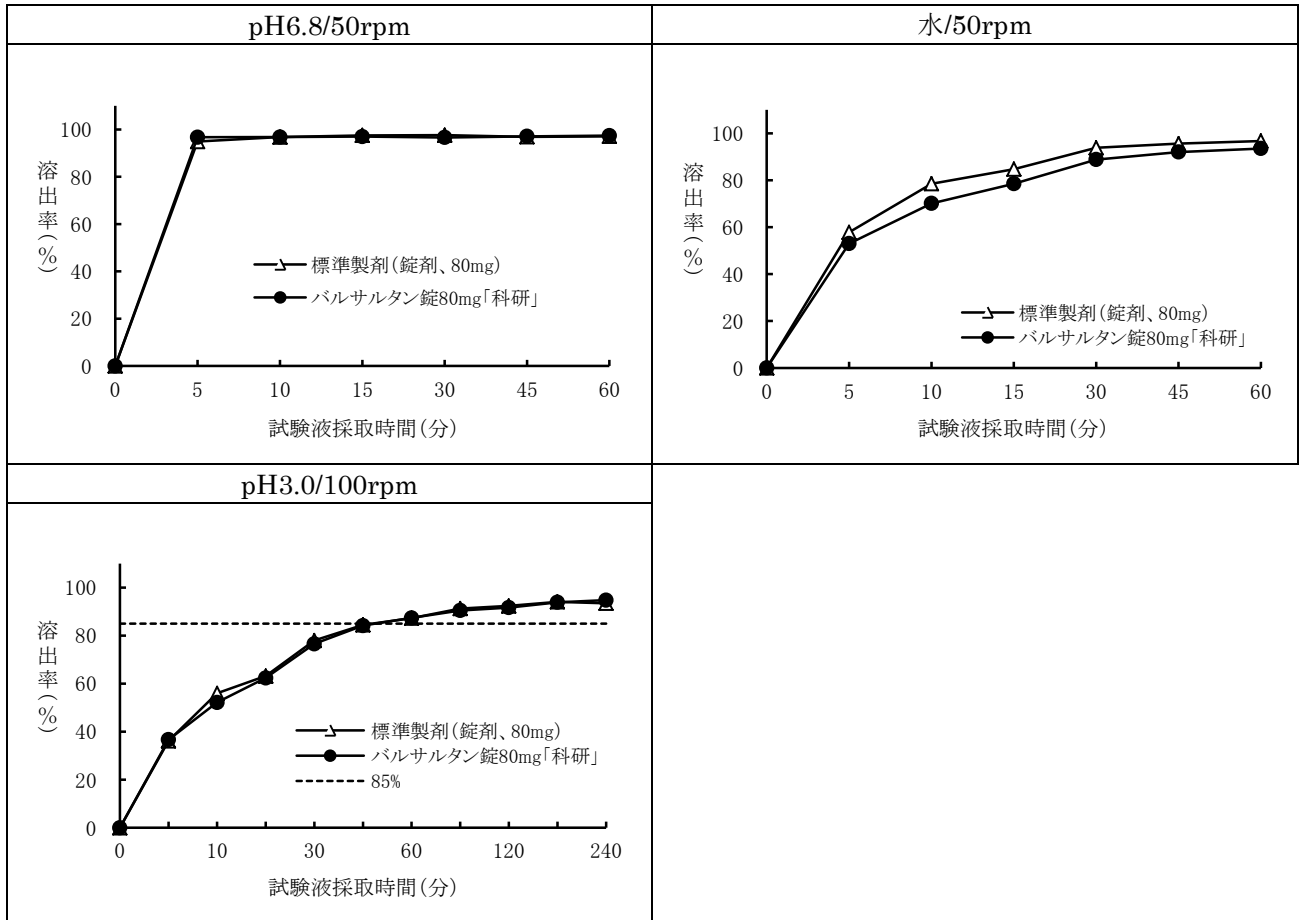 pH6.8/50rpm
溶出率(%)
100
80
60
40
20
0
標準製剤(錠剤、80mg)
バルサルタン錠80mg「科研」
0 5 10 15 30 45 60
試験液採取時間(分)
水/50rpm
溶出率(%)
100
80
60
40
20
0
標準製剤(錠剤、80mg)
バルサルタン錠80mg「科研」
0 5 10 15 30 45 60
試験液採取時間(分)
pH3.0/100rpm
溶出率(%)
100
80
60
40
20
0
標準製剤(錠剤、80mg)
バルサルタン錠80mg「科研」
85%
0 10 30 60 120 240
試験液採取時間(分)